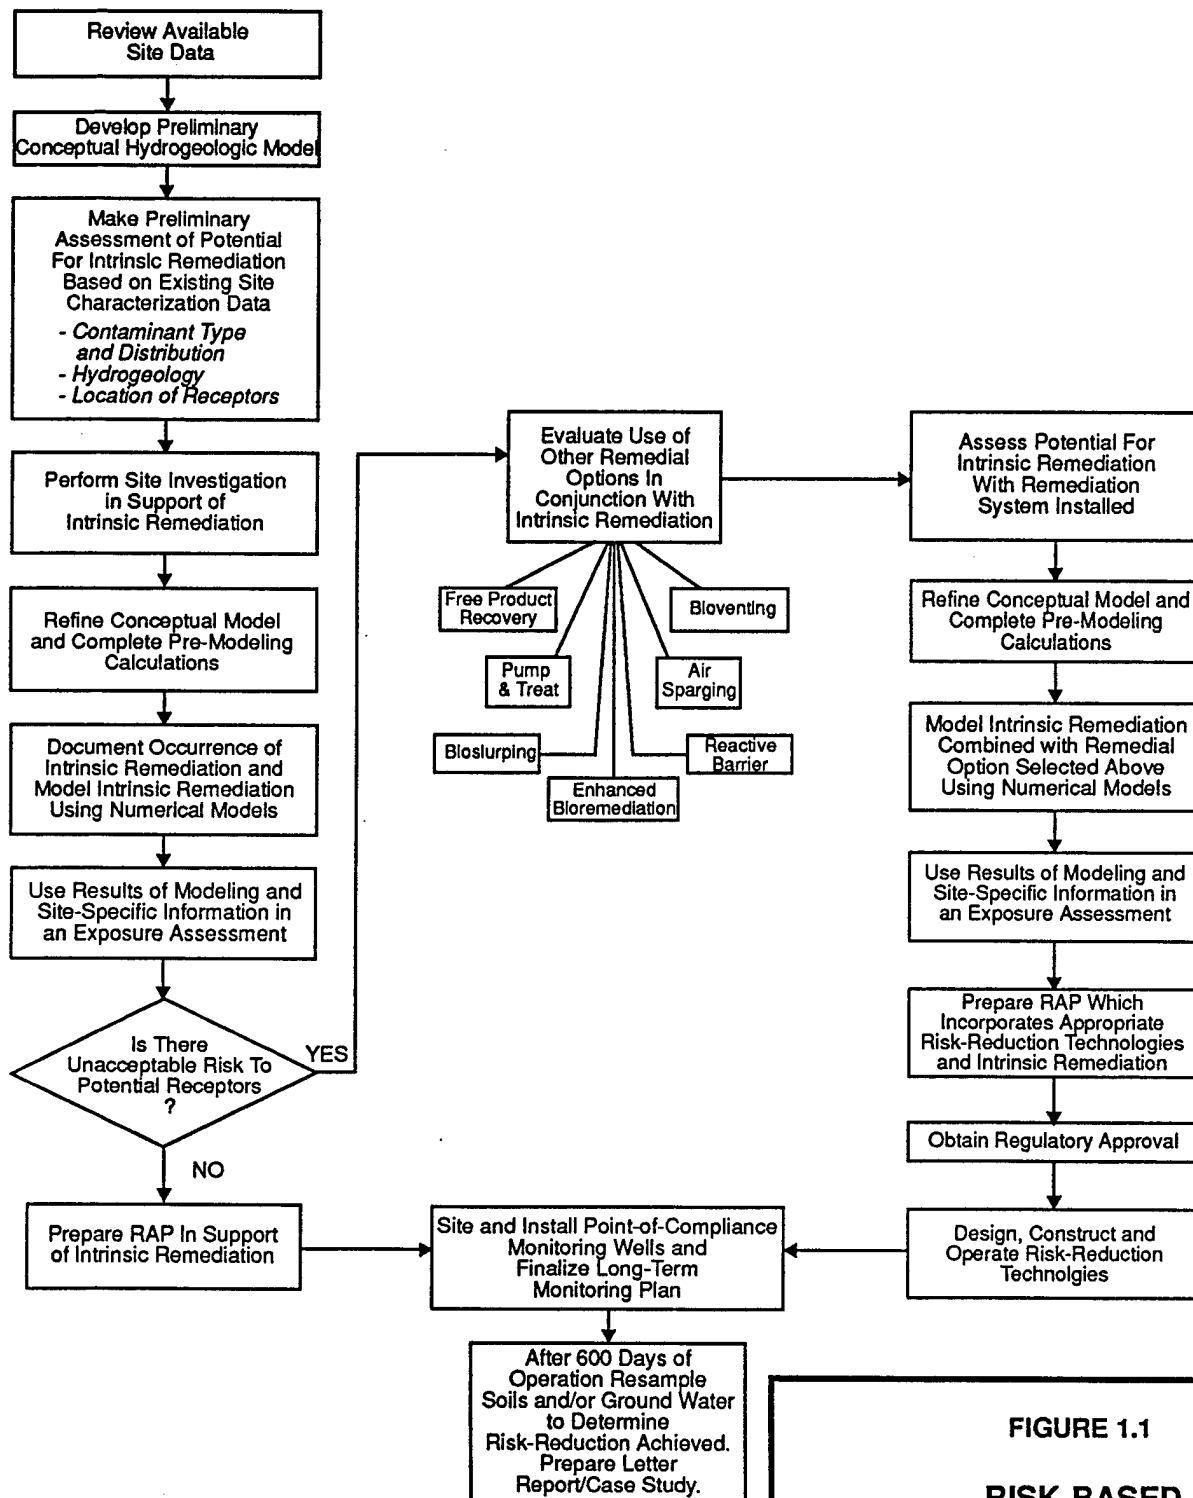 Review Available
Site Data
Develop Preliminary
Conceptual Hydrogeologic Model
Make Preliminary
Assessment of Potential
For Intrinsic Remediation
Based on Existing Site
Characterization Data
- Contaminant Type
and Distribution
- Hydrogeology
- Location of Receptors
Perform Site Investigation
in Support of
Intrinsic Remediation
Refine Conceptual Model
and Complete Pre-Modeling
Calculations
Document Occurrence of
Intrinsic Remediation and
Model Intrinsic Remediation
Using Numerical Models
Use Results of Modeling and
Site-Specific Information in
an Exposure Assessment
Is There
Unacceptable Risk To
Potential Receptors
?
YES
NO
Prepare RAP In Support
of Intrinsic Remediation
Evaluate Use of
Other Remedial
Options In
Conjunction With
Intrinsic Remediation
Free Product
Recovery
Bioventing
Pump
& Treat
Air
Sparging
Bioslurping
Reactive
Barrier
Enhanced
Bioremediation
Assess Potential For
Intrinsic Remediation
With Remediation
System Installed
Refine Conceptual Model and
Complete Pre-Modeling
Calculations
Model Intrinsic Remediation
Combined with Remedial
Option Selected Above
Using Numerical Models
Use Results of Modeling and
Site-Specific Information in
an Exposure Assessment
Prepare RAP Which
Incorporates Appropriate
Risk-Reduction Technologies
and Intrinsic Remediation
Obtain Regulatory Approval
Design, Construct and
Operate Risk-Reduction
Technolgies
Site and Install Point-of-Compliance
Monitoring Wells and
Finalize Long-Term
Monitoring Plan
After 600 Days of
Operation Resample
Soils and/or Ground Water
to Determine
Risk-Reduction Achieved.
Prepare Letter
Report/Case Study.
FIGURE 1.1
RISK-BASED